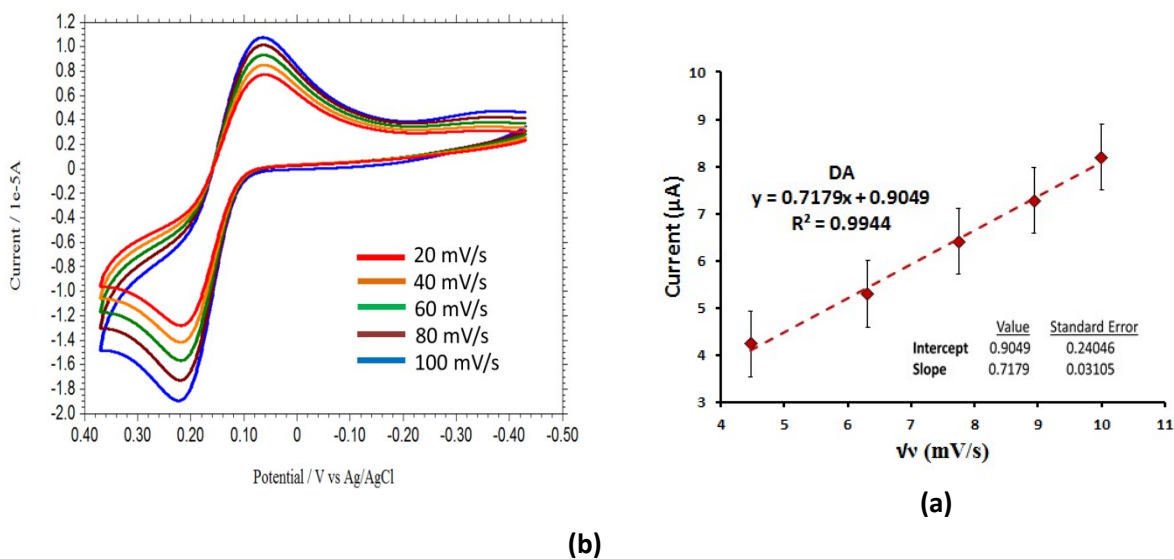 1.2
1.0
0.8
0.6
0.4
0.2
0
-0.2
-0.4
-0.6
-0.8
-1.0
-1.2
-1.4
-1.6
-1.8
-2.0
Current / 1e-5A
20 mV/s
40 mV/s
60 mV/s
80 mV/s
100 mV/s
0.40 0.30 0.20 0.10 0 -0.10 -0.20 -0.30 -0.40 -0.50
Potential / V vs Ag/AgCl
(b)
10
9
8
7
6
5
4
3
Current (µA)
DA
y = 0.7179x + 0.9049
R² = 0.9944
Value Standard Error
Intercept 0.9049 0.24046
Slope 0.7179 0.03105
4 5 6 7 8 9 10 11
√ν (mV/s)
(a)